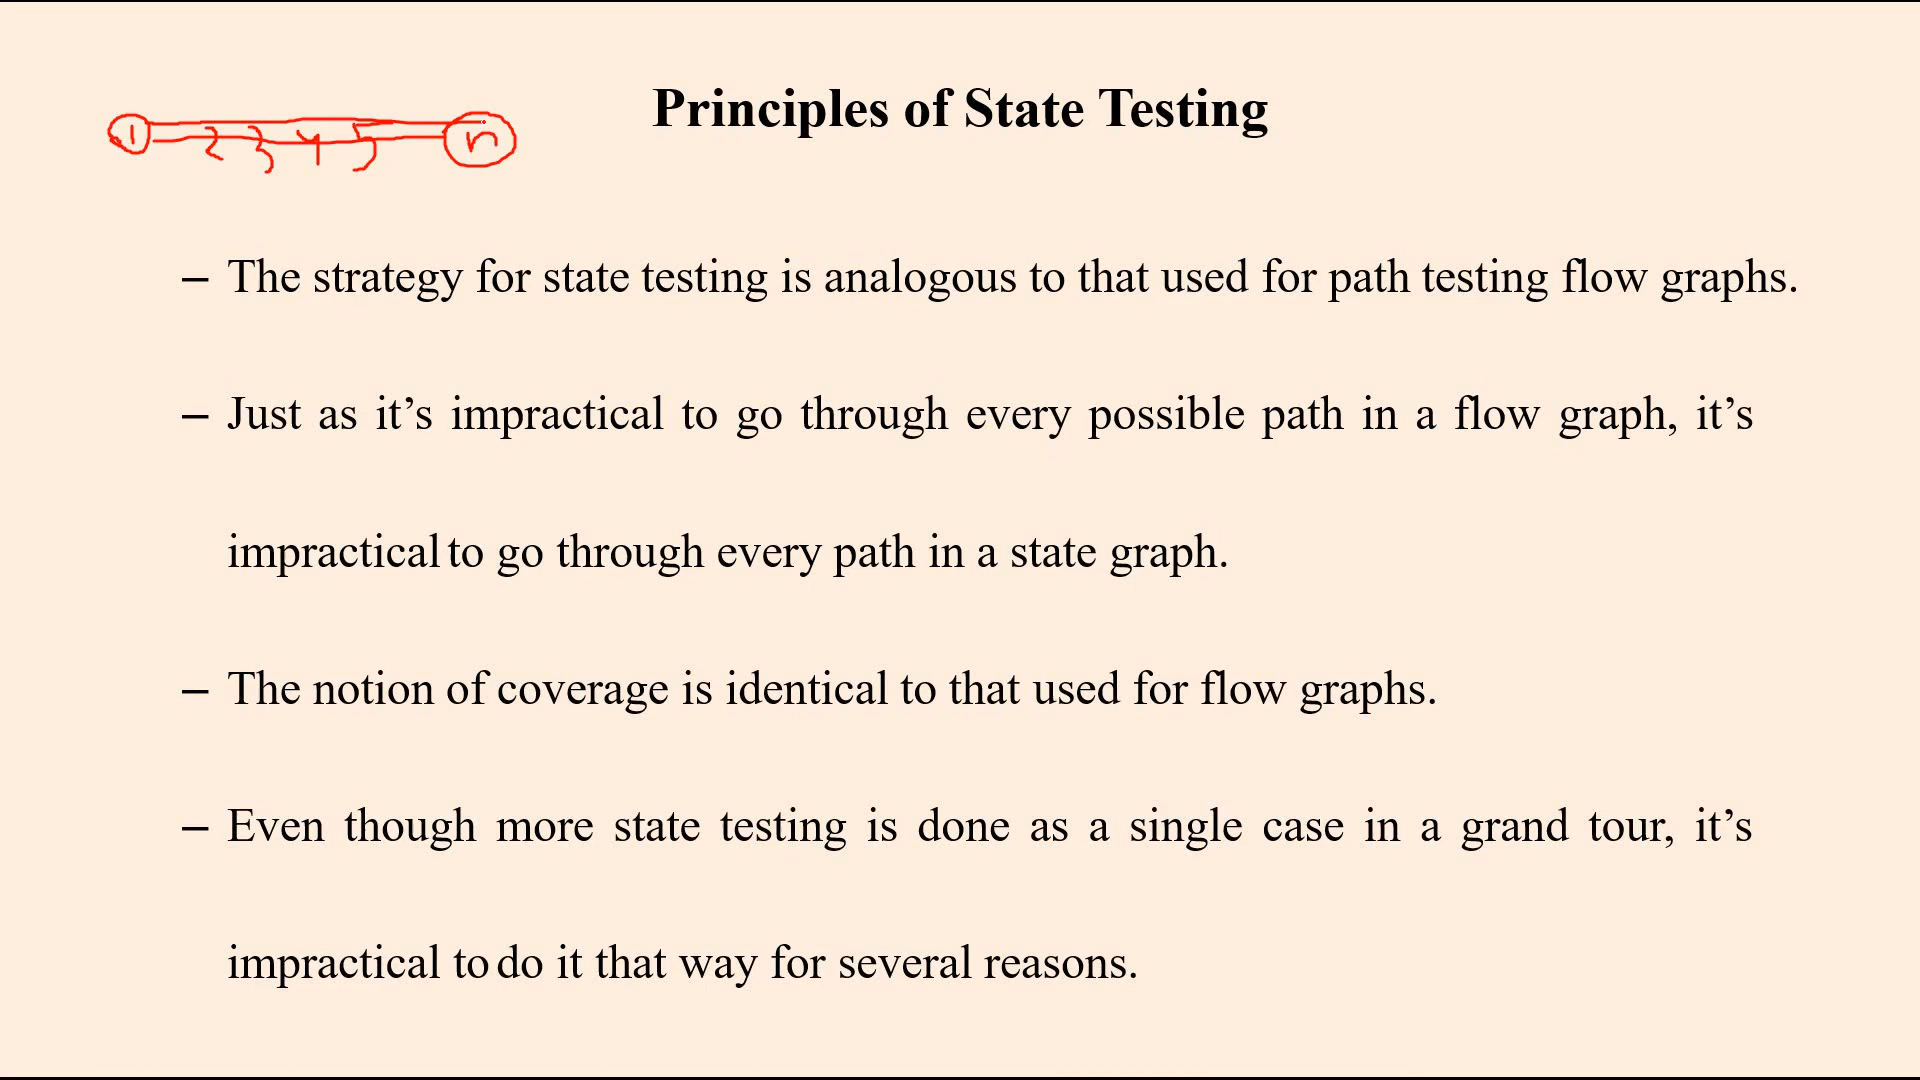 Principles of State Testing
1 2 3 4 5 n
– The strategy for state testing is analogous to that used for path testing flow graphs.
– Just as it’s impractical to go through every possible path in a flow graph, it’s
impractical to go through every path in a state graph.
– The notion of coverage is identical to that used for flow graphs.
– Even though more state testing is done as a single case in a grand tour, it’s
impractical to do it that way for several reasons.